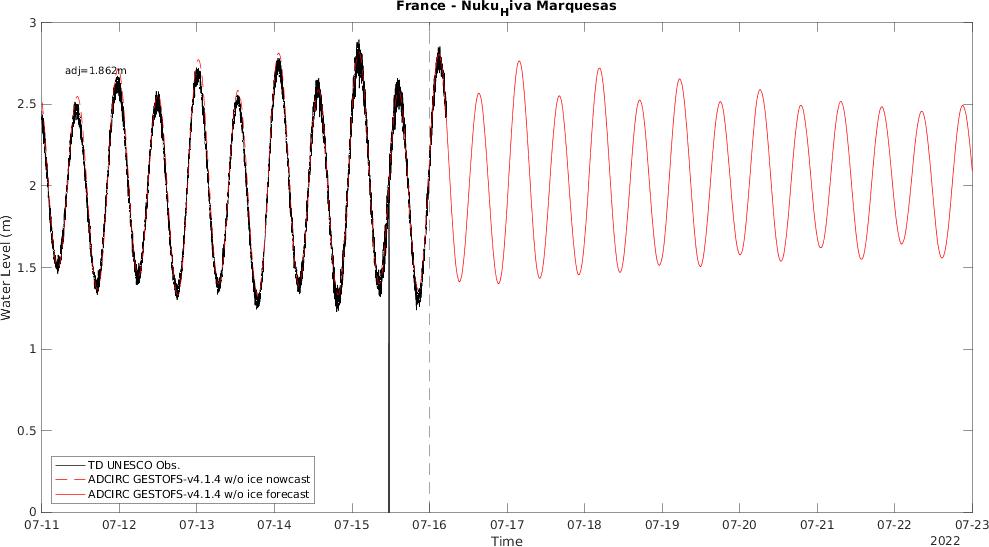 France - Nuku_Hiva Marquesas
3
2.5
2
1.5
1
0.5
0
Water Level (m)
adj=1.862m
TD UNESCO Obs.
ADCIRC GESTOFS-v4.1.4 w/o ice nowcast
ADCIRC GESTOFS-v4.1.4 w/o ice forecast
07-11 07-12 07-13 07-14 07-15 07-16 07-17 07-18 07-19 07-20 07-21 07-22 07-23
Time
2022